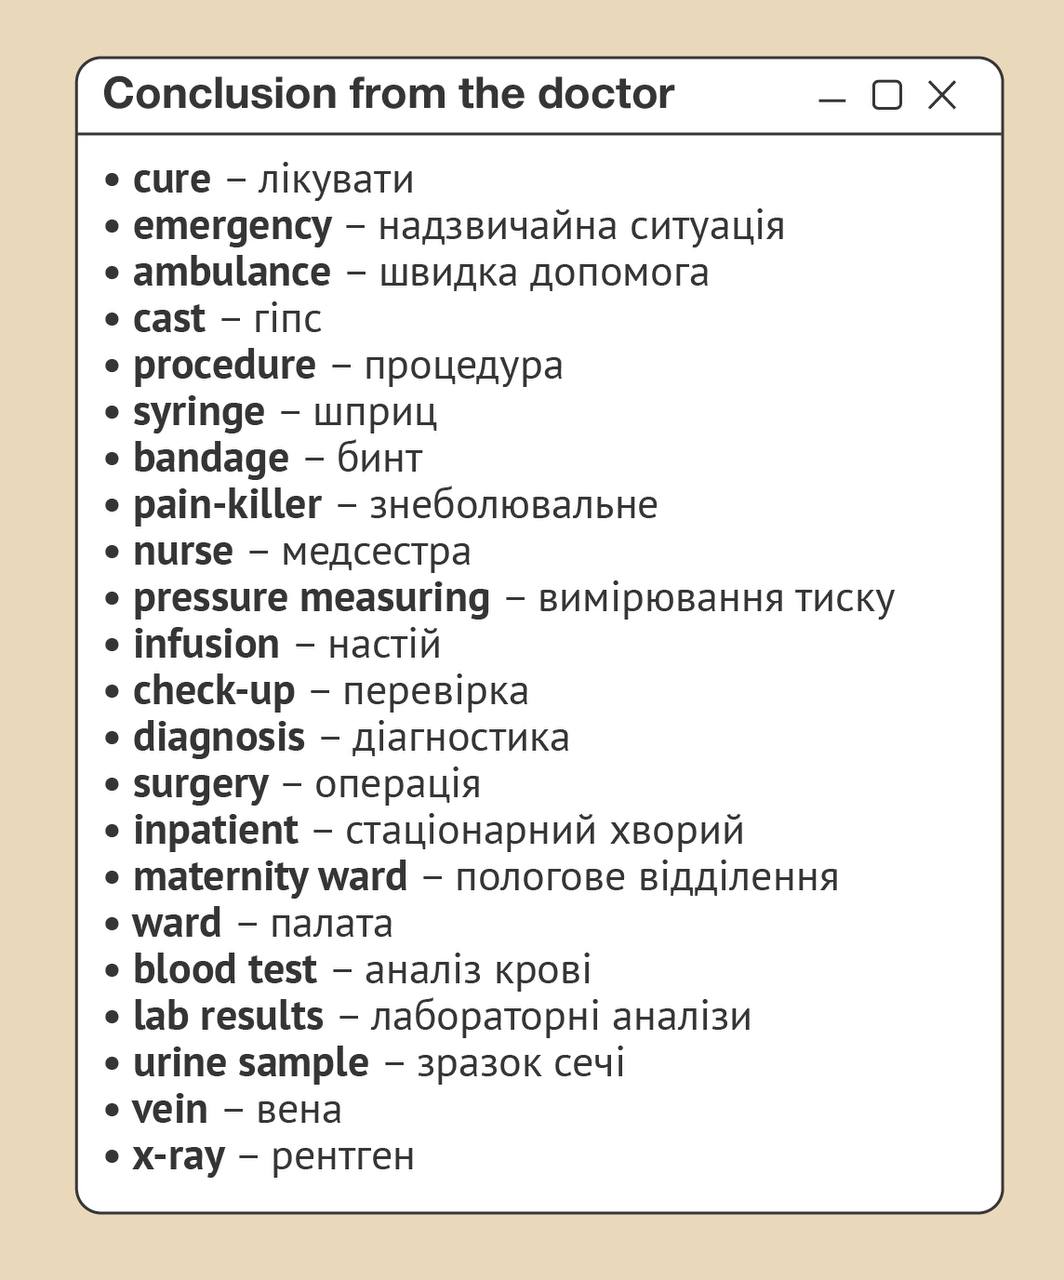 Conclusion from the doctor
• cure – лікувати
• emergency – надзвичайна ситуація
• ambulance – швидка допомога
• cast – гіпс
• procedure – процедура
• syringe – шприц
• bandage – бинт
• pain-killer – знеболювальне
• nurse – медсестра
• pressure measuring – вимірювання тиску
• infusion – настій
• check-up – перевірка
• diagnosis – діагностика
• surgery – операція
• inpatient – стаціонарний хворий
• maternity ward – пологове відділення
• ward – палата
• blood test – аналіз крові
• lab results – лабораторні аналізи
• urine sample – зразок сечі
• vein – вена
• x-ray – рентген